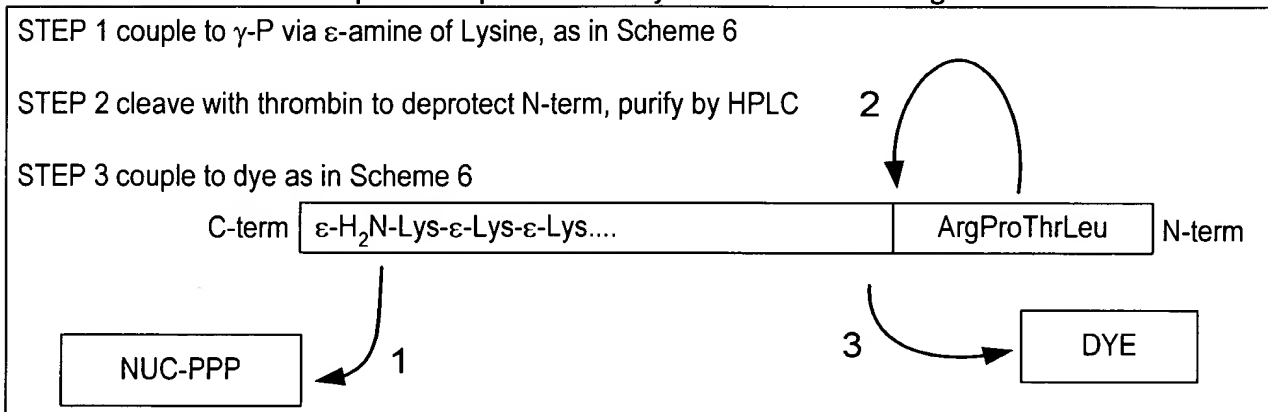 STEP 1 couple to γ-P via ε-amine of Lysine, as in Scheme 6
STEP 2 cleave with thrombin to deprotect N-term, purify by HPLC
2
STEP 3 couple to dye as in Scheme 6
C-term
ε-H₂N-Lys-ε-Lys-ε-Lys....
ArgProThrLeu
N-term
NUC-PPP
1
3
DYE